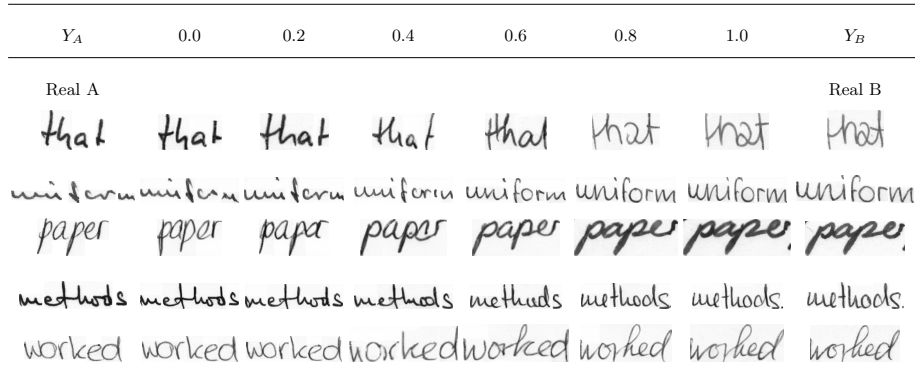 Y_A 0.0 0.2 0.4 0.6 0.8 1.0 Y_B
Real A Real B
that that that that that that that that
uniform uniform uniform uniform uniform uniform uniform uniform
paper paper paper paper paper paper paper, paper,
methods methods methods methods methods methods methods. methods.
worked worked worked worked worked worked worked worked